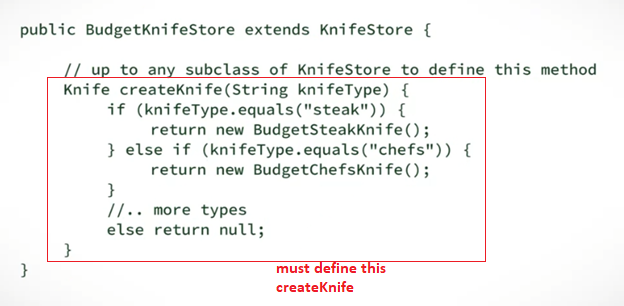 public BudgetKnifeStore extends KnifeStore {
// up to any subclass of KnifeStore to define this method
Knife createKnife(String knifeType) {
if (knifeType.equals("steak")) {
return new BudgetSteakKnife();
} else if (knifeType.equals("chefs")) {
return new BudgetChefsKnife();
}
//.. more types
else return null;
}
}
must define this
createKnife